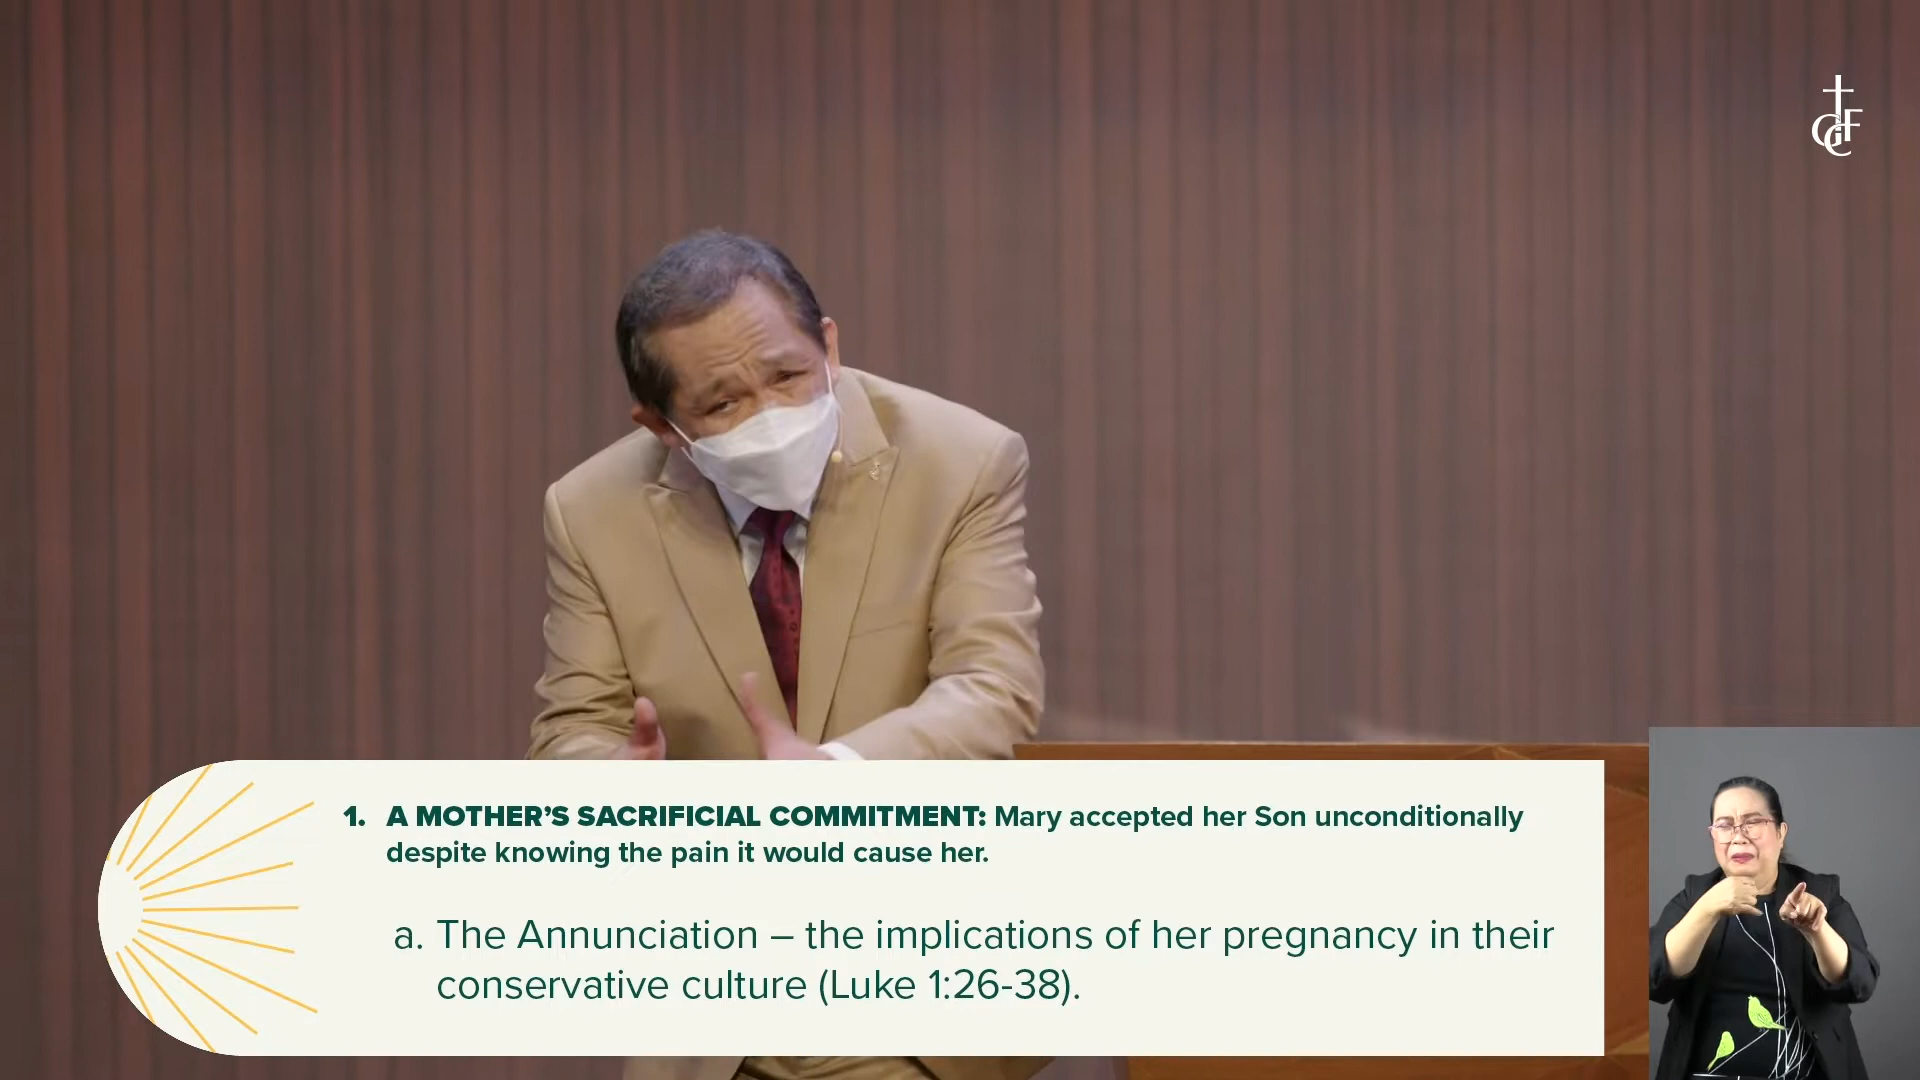 GCF
1. A MOTHER'S SACRIFICIAL COMMITMENT: Mary accepted her Son unconditionally
despite knowing the pain it would cause her.
a. The Annunciation – the implications of her pregnancy in their
conservative culture (Luke 1:26-38).